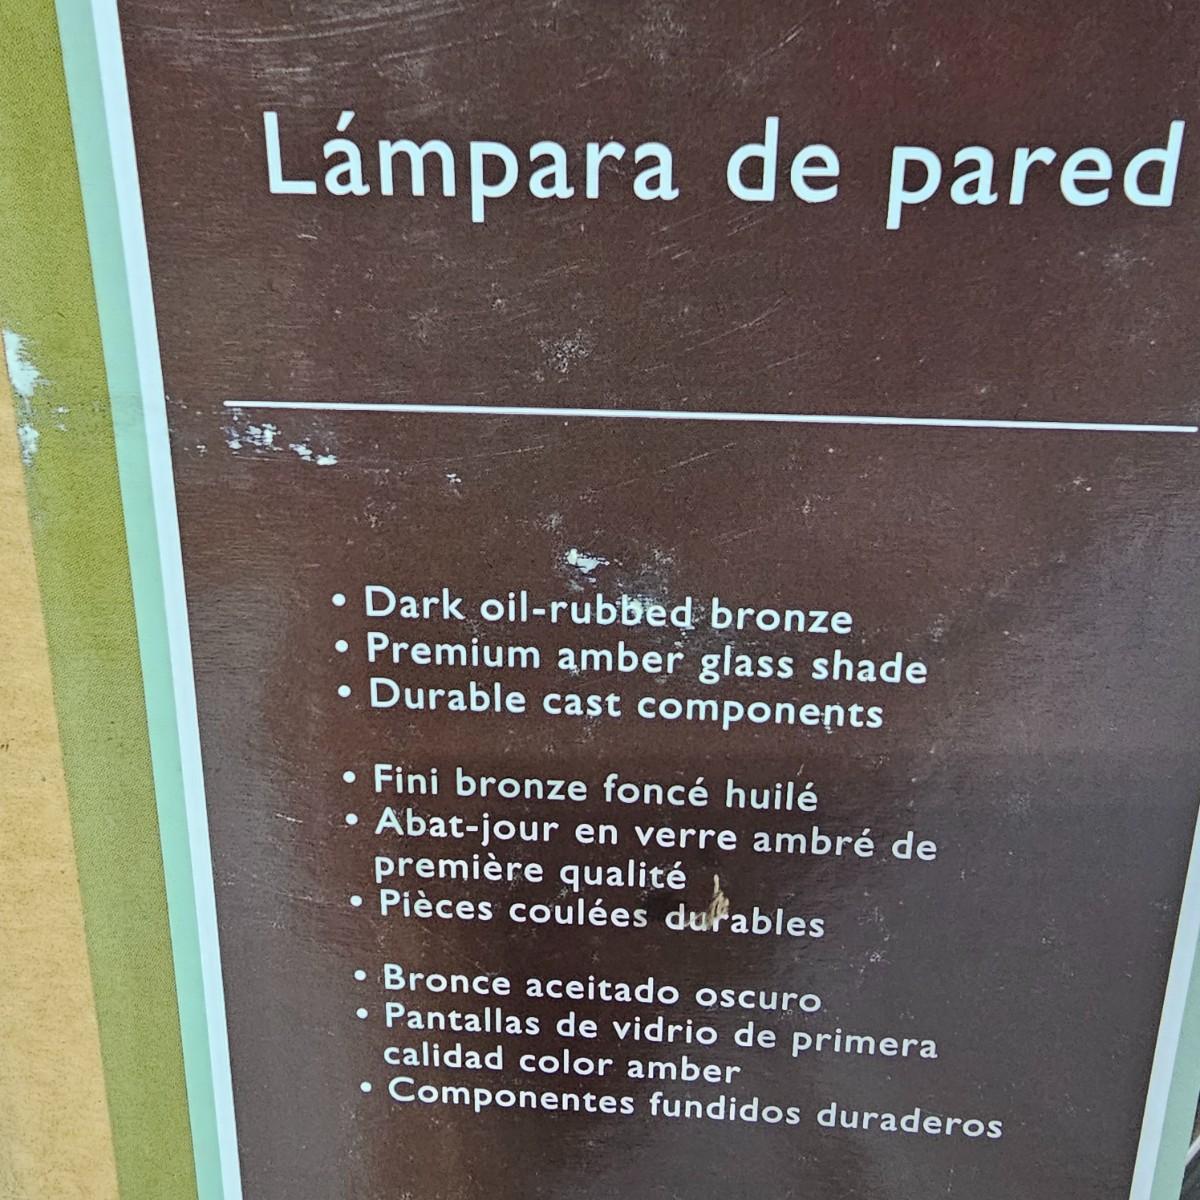 Lámpara de pared
• Dark oil-rubbed bronze
• Premium amber glass shade
• Durable cast components
• Fini bronze foncé huilé
• Abat-jour en verre ambré de
première qualité
• Pièces coulées durables
• Bronce aceitado oscuro
• Pantallas de vidrio de primera
calidad color amber
• Componentes fundidos duraderos